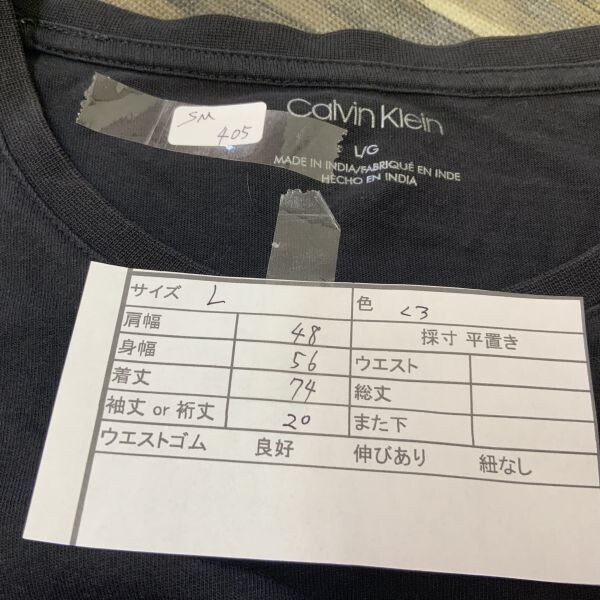 SM
405
Calvin Klein
L/G
MADE IN INDIA/FABRIQUÉ EN INDE
HECHO EN INDIA
サイズ L 色 くろ
肩幅 48 採寸 平置き
身幅 56 ウエスト
着丈 74 総丈
袖丈 or 裄丈 20 また下
ウエストゴム 良好 伸びあり 紐なし